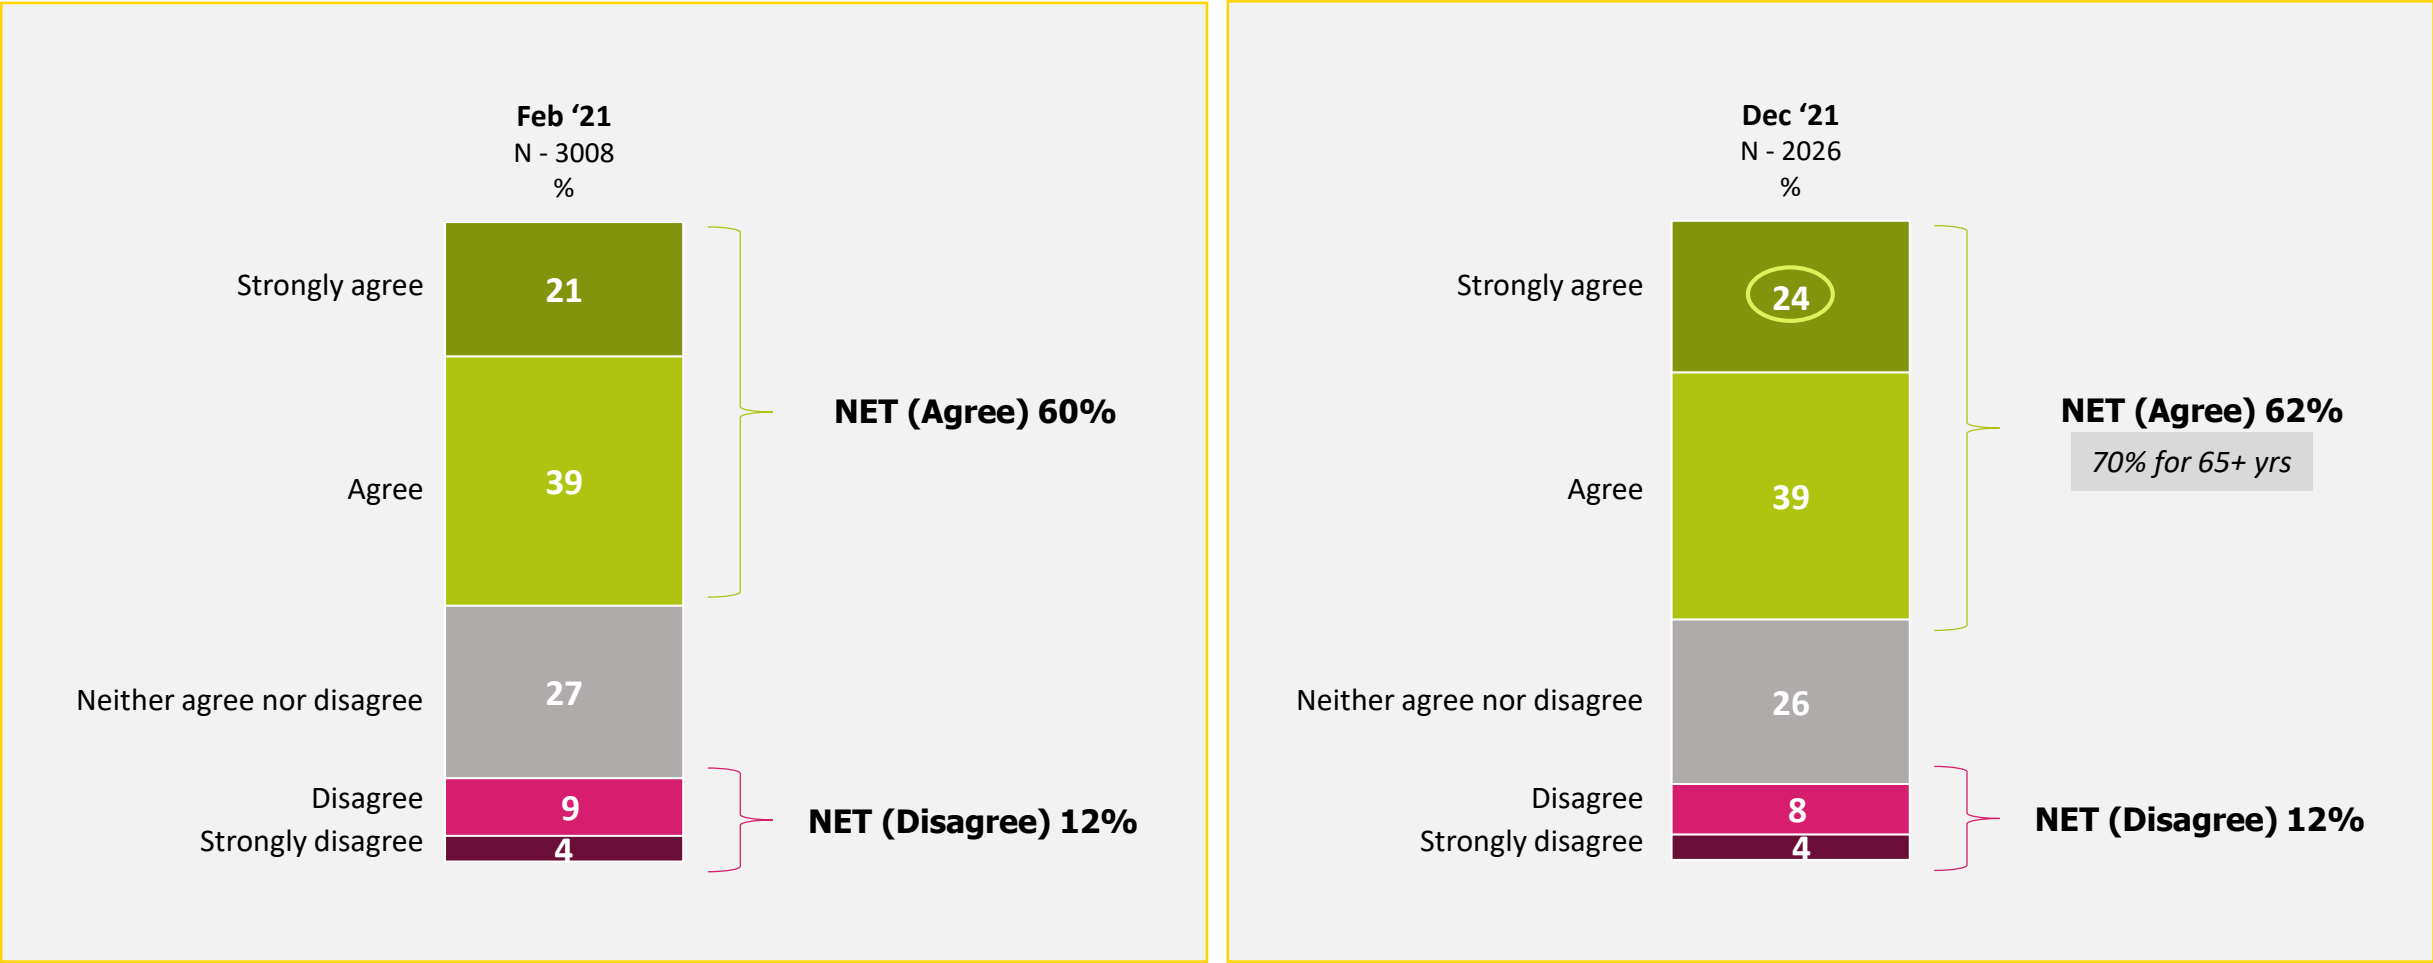 Feb ‘21
N - 3008
%
Strongly agree
21
Agree
39
NET (Agree) 60%
Neither agree nor disagree
27
Disagree
9
Strongly disagree
4
NET (Disagree) 12%
Dec ‘21
N - 2026
%
Strongly agree
24
Agree
39
NET (Agree) 62%
70% for 65+ yrs
Neither agree nor disagree
26
Disagree
8
Strongly disagree
4
NET (Disagree) 12%